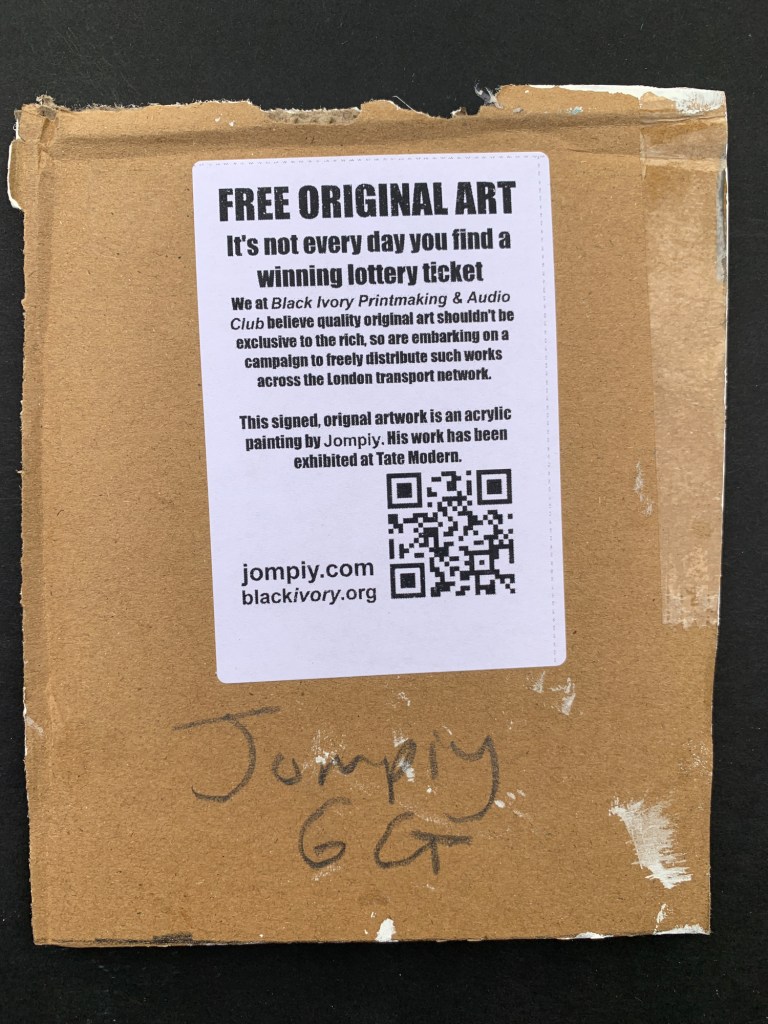 FREE ORIGINAL ART
It's not every day you find a
winning lottery ticket
We at Black Ivory Printmaking & Audio
Club believe quality original art shouldn't be
exclusive to the rich, so are embarking on a
campaign to freely distribute such works
across the London transport network.
This signed, orignal artwork is an acrylic
painting by Jompiy. His work has been
exhibited at Tate Modern.
jompiy.com
blackivory.org
Jompiy
GG